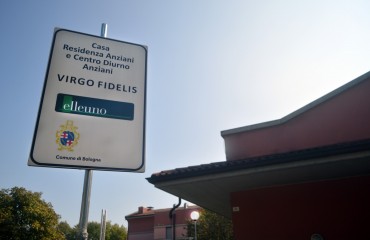 Casa
Residenza Anziani
e Centro Diurno
Anziani
VIRGO FIDELIS
elleuno
Comune di Bologna